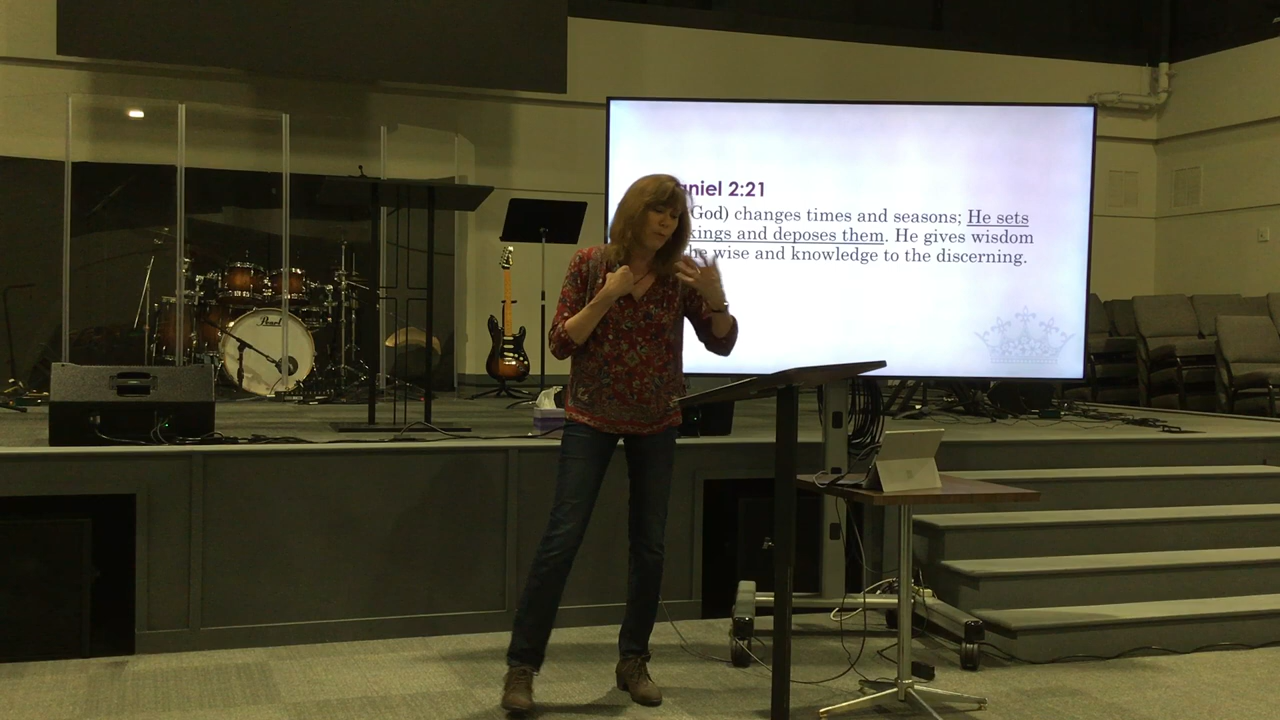 niel 2:21
God) changes times and seasons; He sets
kings and deposes them. He gives wisdom
he wise and knowledge to the discerning.
Pearl